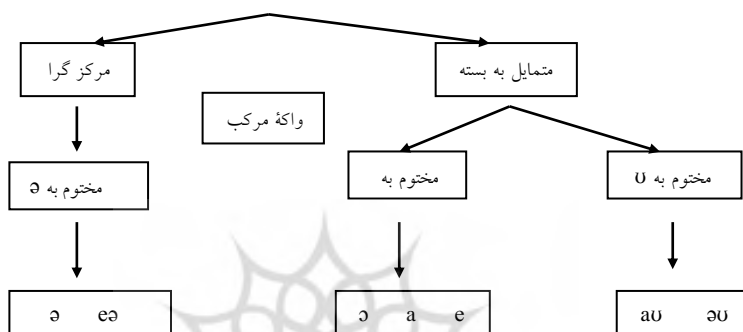 مرکز گرا
متمایل به بسته
واکهٔ مرکب
مختوم به ə
مختوم به
مختوم به ʊ
ə eə
ɔ a e
aʊ əʊ